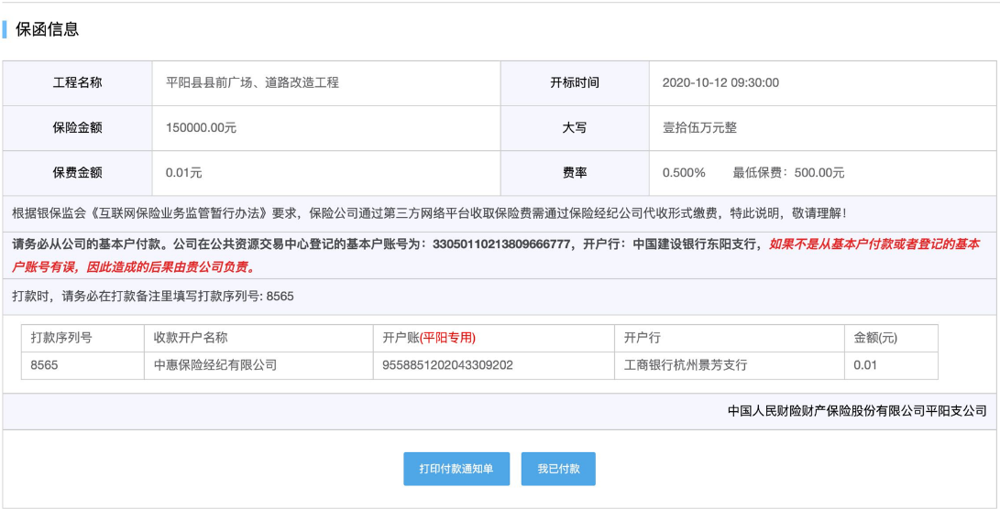 保函信息
工程名称 平阳县县前广场、道路改造工程 开标时间 2020-10-12 09:30:00
保险金额 150000.00元 大写 壹拾伍万元整
保费金额 0.01元 费率 0.500% 最低保费：500.00元
根据银保监会《互联网保险业务监管暂行办法》要求，保险公司通过第三方网络平台收取保险费需通过保险经纪公司代收形式缴费，特此说明，敬请理解！
请务必从公司的基本户付款。公司在公共资源交易中心登记的基本户账号为：33050110213809666777，开户行：中国建设银行东阳支行，如果不是从基本户付款或者登记的基本
户账号有误，因此造成的后果由贵公司负责。
打款时，请务必在打款备注里填写打款序列号: 8565
打款序列号 收款开户名称 开户账(平阳专用) 开户行 金额(元)
8565 中惠保险经纪有限公司 9558851202043309202 工商银行杭州景芳支行 0.01
中国人民财险财产保险股份有限公司平阳支公司
打印付款通知单 我已付款